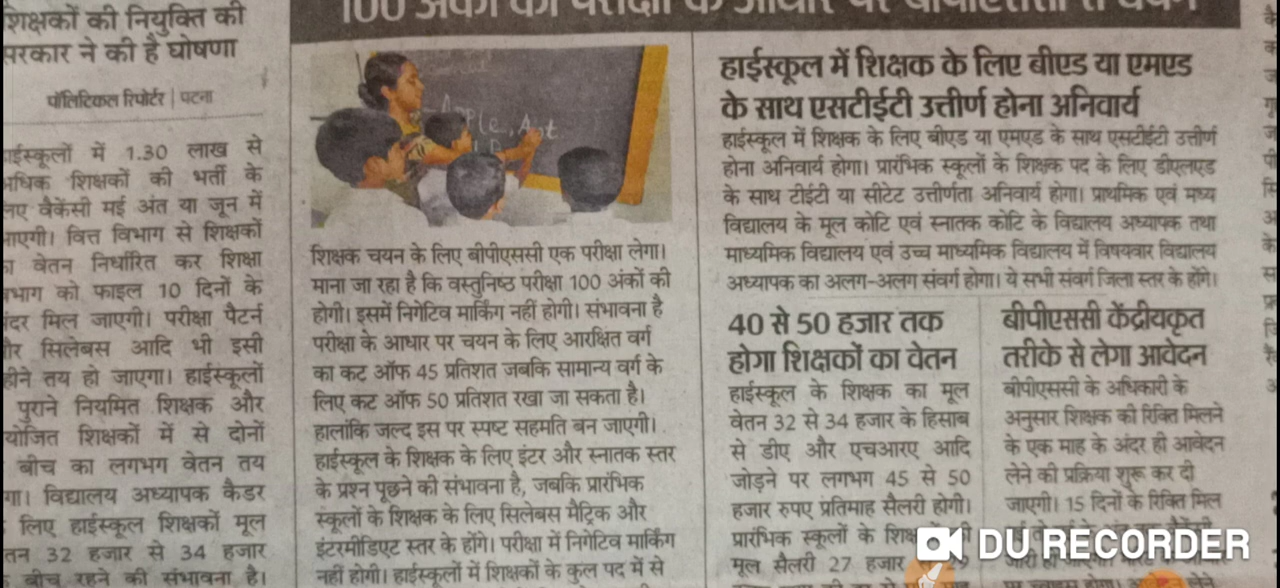 शिक्षकों की नियुक्ति की
सरकार ने की है घोषणा
पॉलिटिकल रिपोर्टर | पटना
में 1.30 लाख से
शिक्षकों की भर्ती के
वैकेंसी मई अंत या जून में
वित्त विभाग से शिक्षकों
वेतन निर्धारित कर शिक्षा
को फाइल 10 दिनों के
मिल जाएगी। परीक्षा पैटर्न
सिलेबस आदि भी इसी
तय हो जाएगा। हाईस्कूलों
पुराने नियमित शिक्षक और
शिक्षकों में से दोनों
बीच का लगभग वेतन तय
विद्यालय अध्यापक कैडर
लिए हाईस्कूल शिक्षकों मूल
32 हजार से 34 हजार
बीच रहने की संभावना है।
100 अंकों की परीक्षा के आधार पर बीपीएससी से चयन
Apple, Ant
शिक्षक चयन के लिए बीपीएससी एक परीक्षा लेगा।
माना जा रहा है कि वस्तुनिष्ठ परीक्षा 100 अंकों की
होगी। इसमें निगेटिव मार्किंग नहीं होगी। संभावना है
परीक्षा के आधार पर चयन के लिए आरक्षित वर्ग
का कट ऑफ 45 प्रतिशत जबकि सामान्य वर्ग के
लिए कट ऑफ 50 प्रतिशत रखा जा सकता है।
हालांकि जल्द इस पर स्पष्ट सहमति बन जाएगी।
हाईस्कूल के शिक्षक के लिए इंटर और स्नातक स्तर
के प्रश्न पूछने की संभावना है, जबकि प्रारंभिक
स्कूलों के शिक्षक के लिए सिलेबस मैट्रिक और
इंटरमीडिएट स्तर के होंगे। परीक्षा में निगेटिव मार्किंग
नहीं होगी। हाईस्कूलों में शिक्षकों के कुल पद में से
हाईस्कूल में शिक्षक के लिए बीएड या एमएड
के साथ एसटीईटी उत्तीर्ण होना अनिवार्य
हाईस्कूल में शिक्षक के लिए बीएड या एमएड के साथ एसटीईटी उत्तीर्ण
होना अनिवार्य होगा। प्रारंभिक स्कूलों के शिक्षक पद के लिए डीएलएड
के साथ टीईटी या सीटेट उत्तीर्णता अनिवार्य होगा। प्राथमिक एवं मध्य
विद्यालय के मूल कोटि एवं स्नातक कोटि के विद्यालय अध्यापक तथा
माध्यमिक विद्यालय एवं उच्च माध्यमिक विद्यालय में विषयवार विद्यालय
अध्यापक का अलग-अलग संवर्ग होगा। ये सभी संवर्ग जिला स्तर के होंगे।
40 से 50 हजार तक
होगा शिक्षकों का वेतन
हाईस्कूल के शिक्षक का मूल
वेतन 32 से 34 हजार के हिसाब
से डीए और एचआरए आदि
जोड़ने पर लगभग 45 से 50
हजार रुपए प्रतिमाह सैलरी होगी।
प्रारंभिक स्कूलों के
मूल सैलरी 27 हजार
बीपीएससी केंद्रीयकृत
तरीके से लेगा आवेदन
बीपीएससी के अधिकारी के
अनुसार शिक्षक की रिक्ति मिलने
के एक माह के अंदर ही आवेदन
लेने की प्रक्रिया शुरू कर दी
जाएगी। 15 दिनों के रिक्ति मिल
DU RECORDER